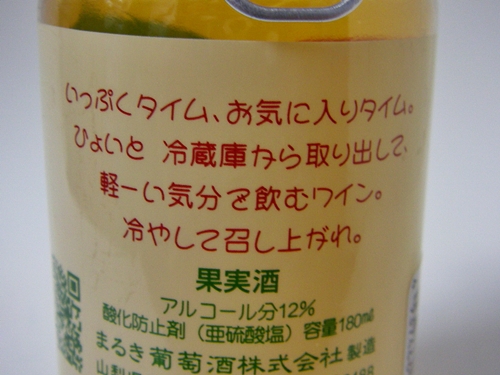 いっぷくタイム、お気に入りタイム。
ひょいと 冷蔵庫から取り出して、
軽ーい気分で飲むワイン。
冷やして召し上がれ。
果実酒
アルコール分12%
酸化防止剤（亜硫酸塩）容量180㎖
まるき葡萄酒株式会社製造
山梨